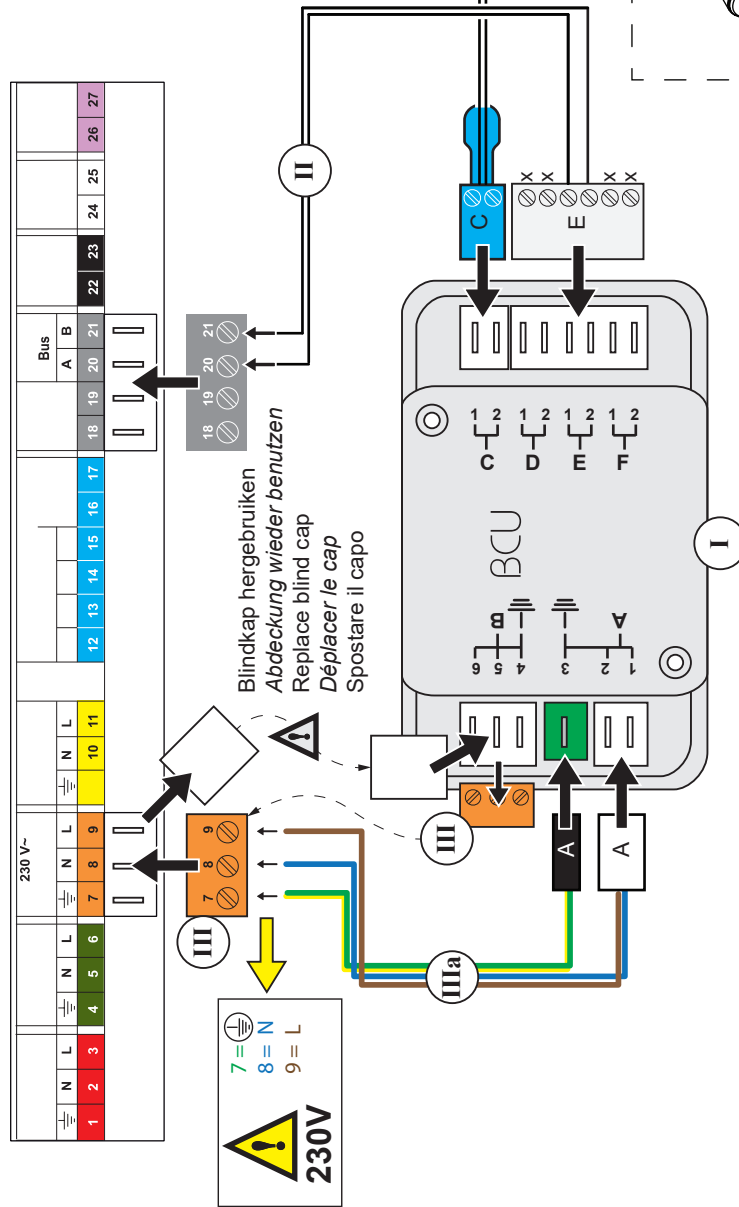 230 V~
Bus
⏚ N L ⏚ N L ⏚ N L ⏚ N L A B
1 2 3 4 5 6 7 8 9 10 11 12 13 14 15 16 17 18 19 20 21 22 23 24 25 26 27
III
7 8 9
18 19 20 21
II
230V
7 = ⏚
8 = N
9 = L
Blindkap hergebruiken
Abdeckung wieder benutzen
Replace blind cap
Déplacer le cap
Spostare il capo
III
IIIa
A
A
6
5
4
B
3
2
1
A
BCU
C
1
2
D
1
2
E
1
2
F
1
2
C
E
X
X
X
X
I